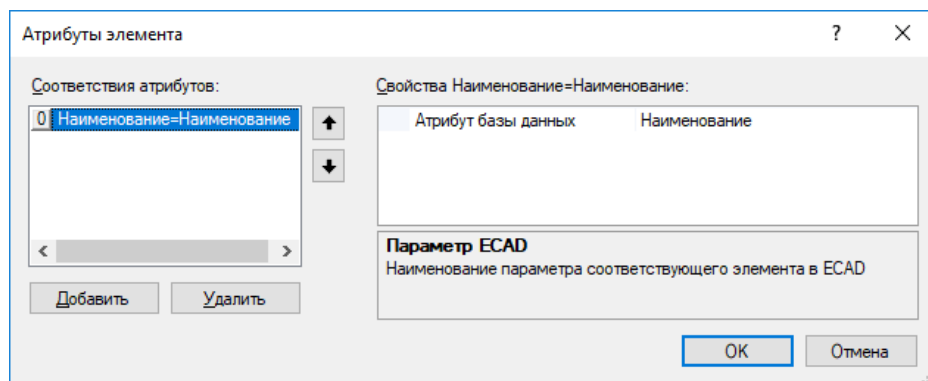 Атрибуты элемента
?
Соответствия атрибутов:
0 Наименование=Наименование
Добавить
Удалить
Свойства Наименование=Наименование:
Атрибут базы данных Наименование
Параметр ECAD
Наименование параметра соответствующего элемента в ECAD
OK
Отмена